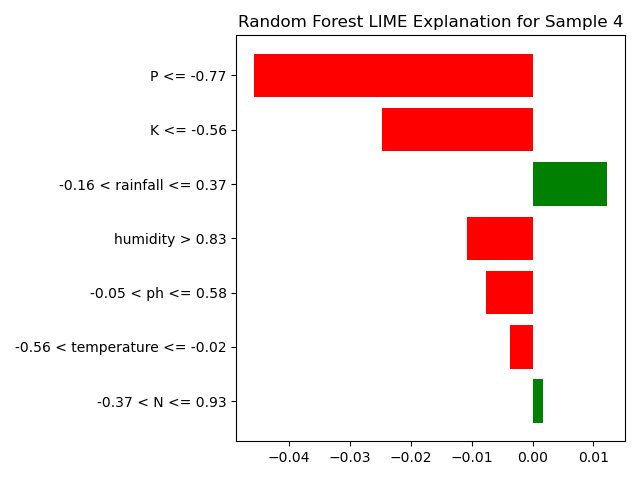 Random Forest LIME Explanation for Sample 4
P <= -0.77
K <= -0.56
-0.16 < rainfall <= 0.37
humidity > 0.83
-0.05 < ph <= 0.58
-0.56 < temperature <= -0.02
-0.37 < N <= 0.93
−0.04 −0.03 −0.02 −0.01 0.00 0.01